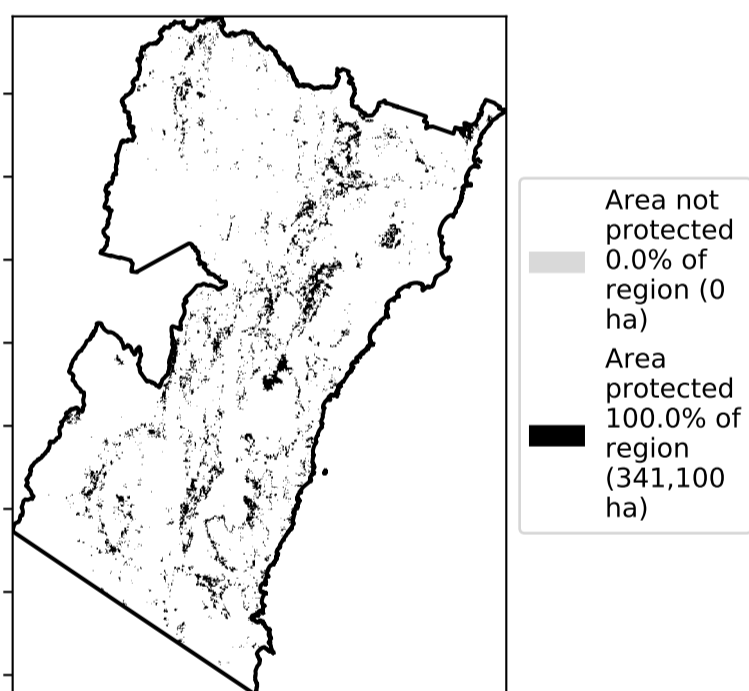 Area not
protected
0.0% of
region (0
ha)
Area
protected
100.0% of
region
(341,100
ha)